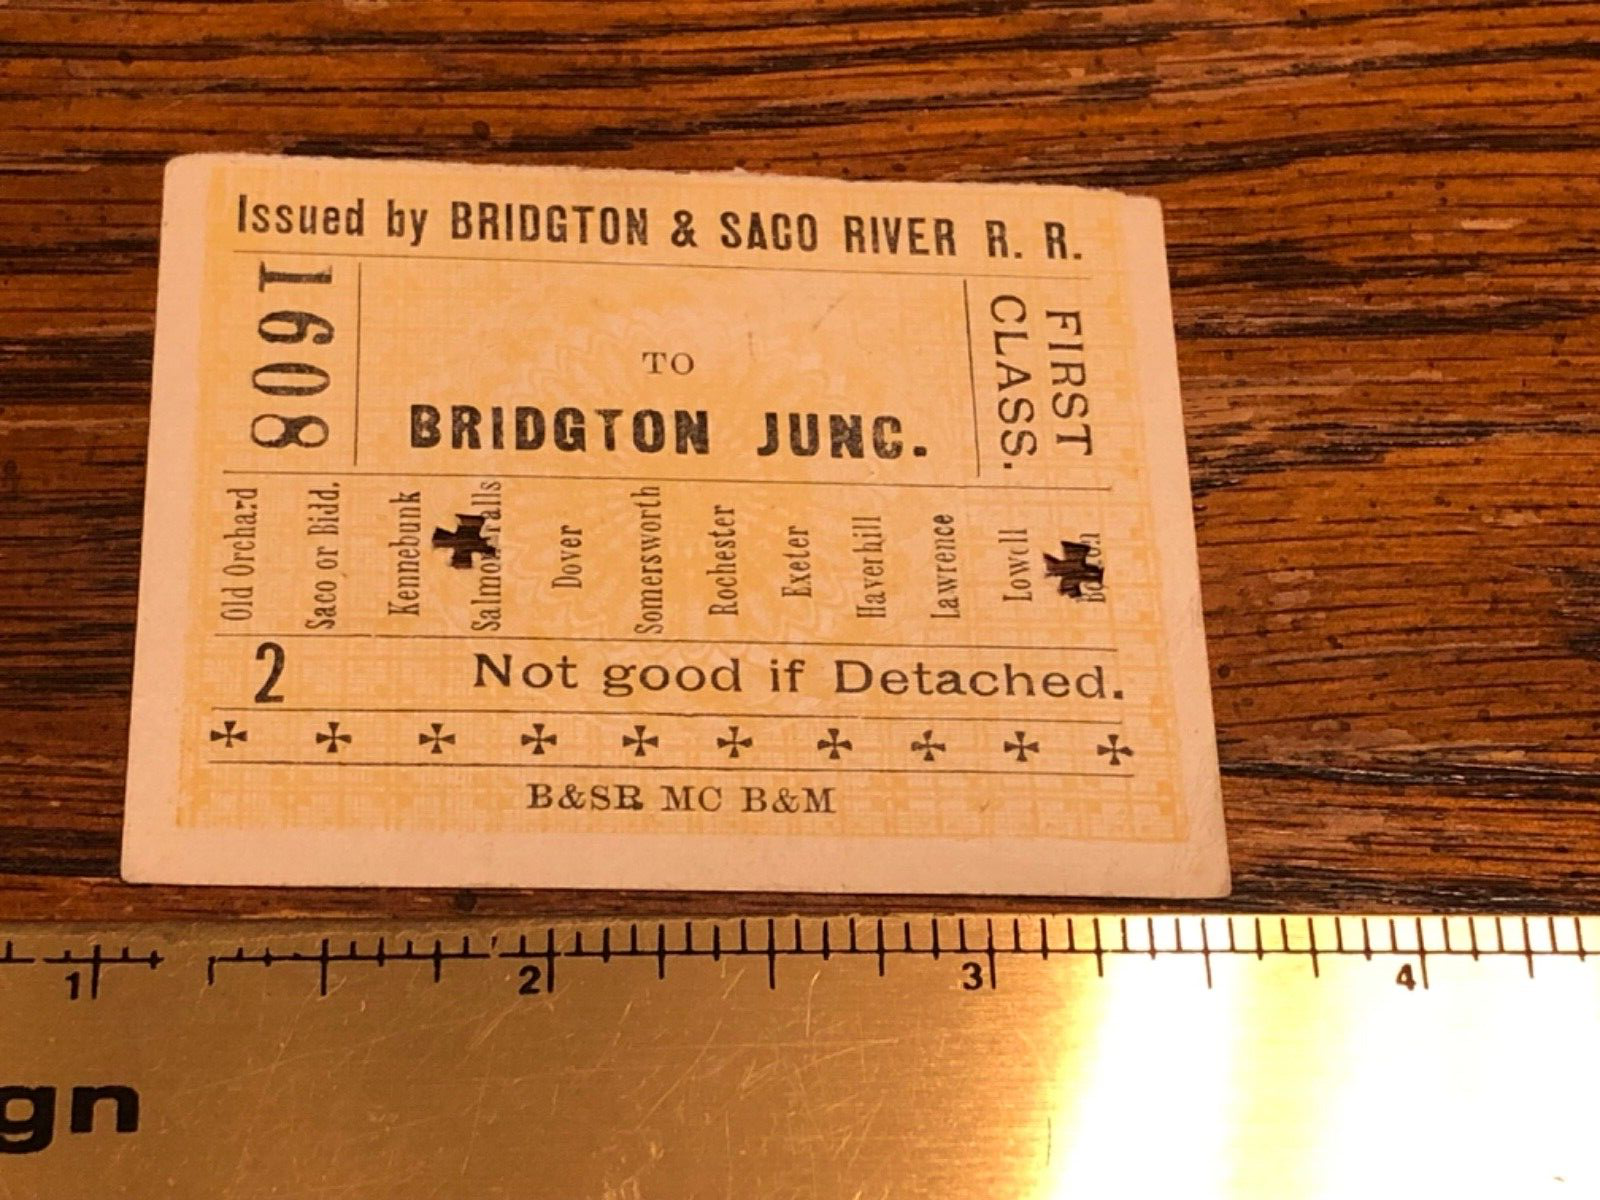 Issued by BRIDGTON & SACO RIVER R. R.
1608
TO
BRIDGTON JUNC.
FIRST
CLASS.
Old Orchard
Saco or Bidd.
Kennebunk
Dover
Somersworth
Rochester
Exeter
Haverhill
Lawrence
Lowell
2 Not good if Detached.
B&SR MC B&M
1 2 3 4
gn